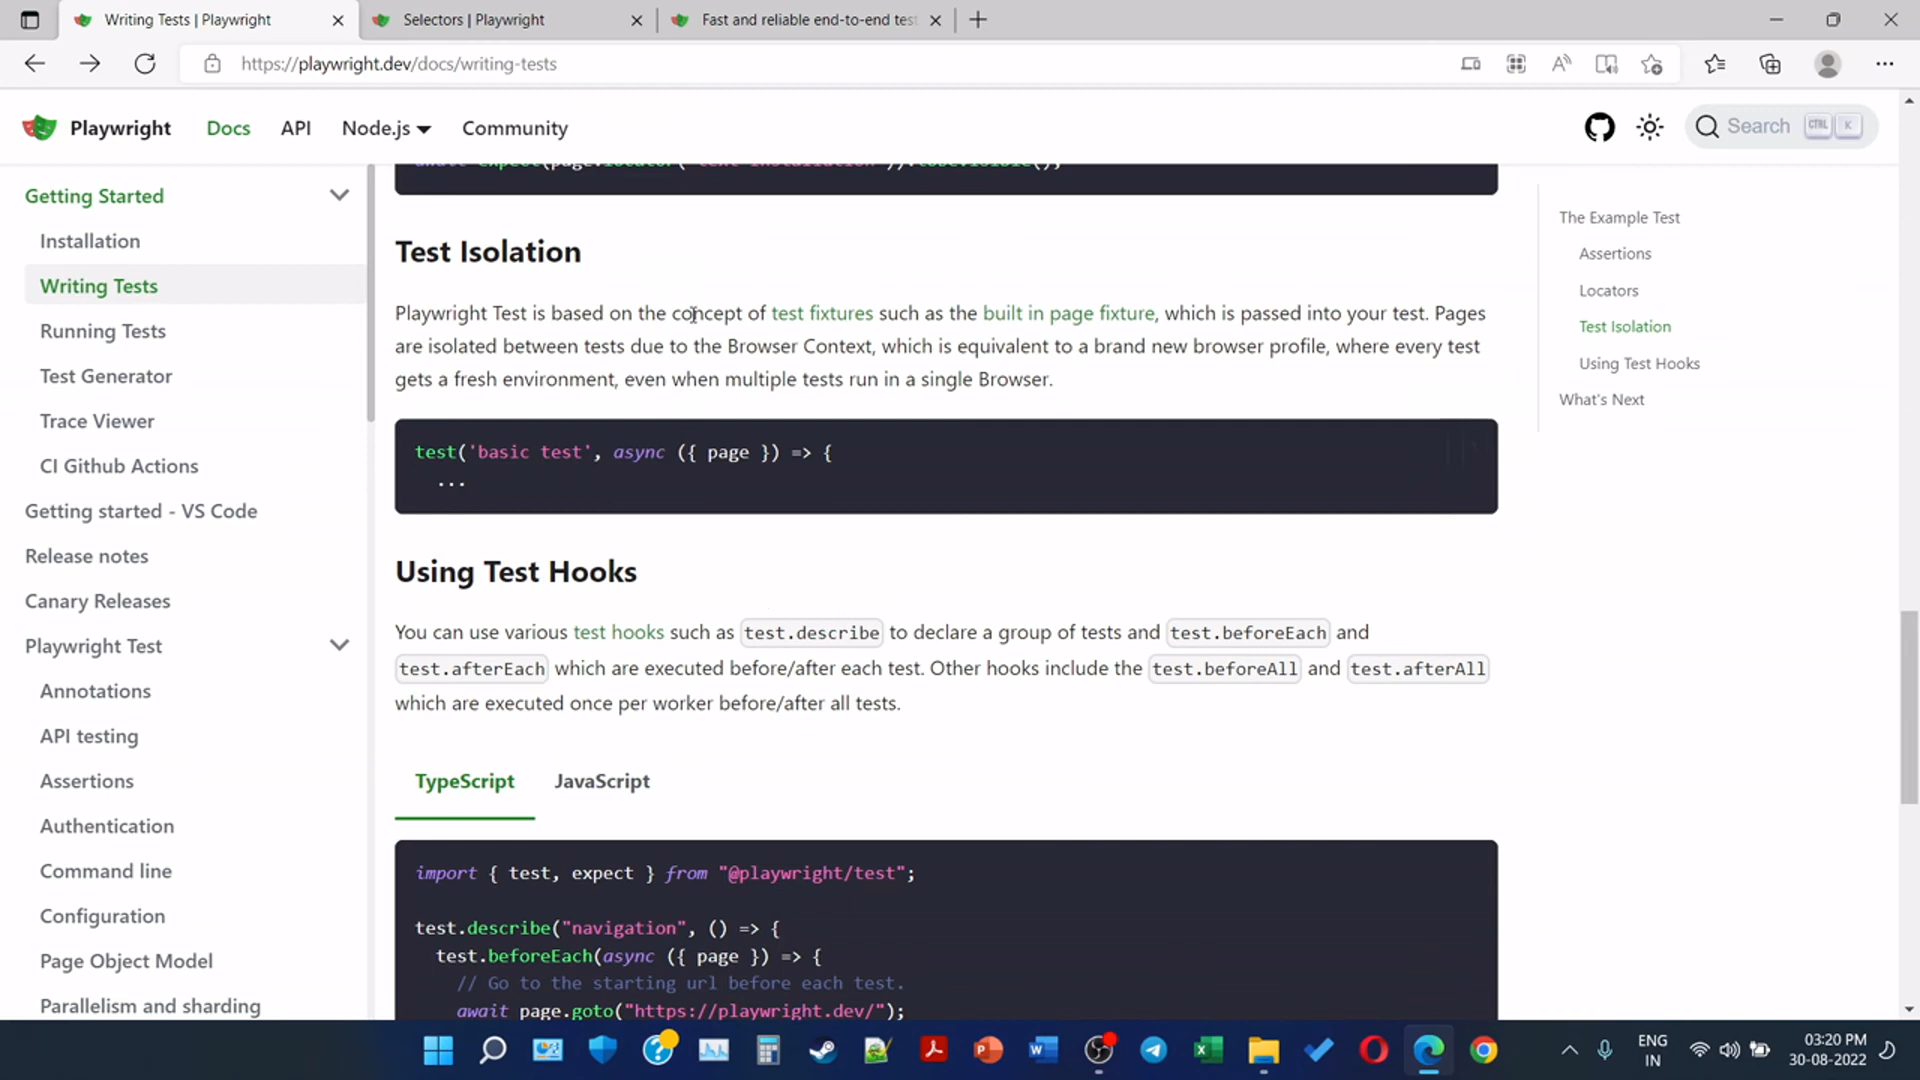 Writing Tests | Playwright
Selectors | Playwright
Fast and reliable end-to-end test
https://playwright.dev/docs/writing-tests
Playwright
Docs
API
Node.js
Community
Search CTRL K
Getting Started
Installation
Writing Tests
Running Tests
Test Generator
Trace Viewer
CI Github Actions
Getting started - VS Code
Release notes
Canary Releases
Playwright Test
Annotations
API testing
Assertions
Authentication
Command line
Configuration
Page Object Model
Parallelism and sharding
Test Isolation
Playwright Test is based on the concept of test fixtures such as the built in page fixture, which is passed into your test. Pages
are isolated between tests due to the Browser Context, which is equivalent to a brand new browser profile, where every test
gets a fresh environment, even when multiple tests run in a single Browser.
test('basic test', async ({ page }) => {
...
Using Test Hooks
You can use various test hooks such as test.describe to declare a group of tests and test.beforeEach and
test.afterEach which are executed before/after each test. Other hooks include the test.beforeAll and test.afterAll
which are executed once per worker before/after all tests.
TypeScript
JavaScript
import { test, expect } from "@playwright/test";
test.describe("navigation", () => {
test.beforeEach(async ({ page }) => {
// Go to the starting url before each test.
await page.goto("https://playwright.dev/");
The Example Test
Assertions
Locators
Test Isolation
Using Test Hooks
What's Next
ENG
IN
03:20 PM
30-08-2022